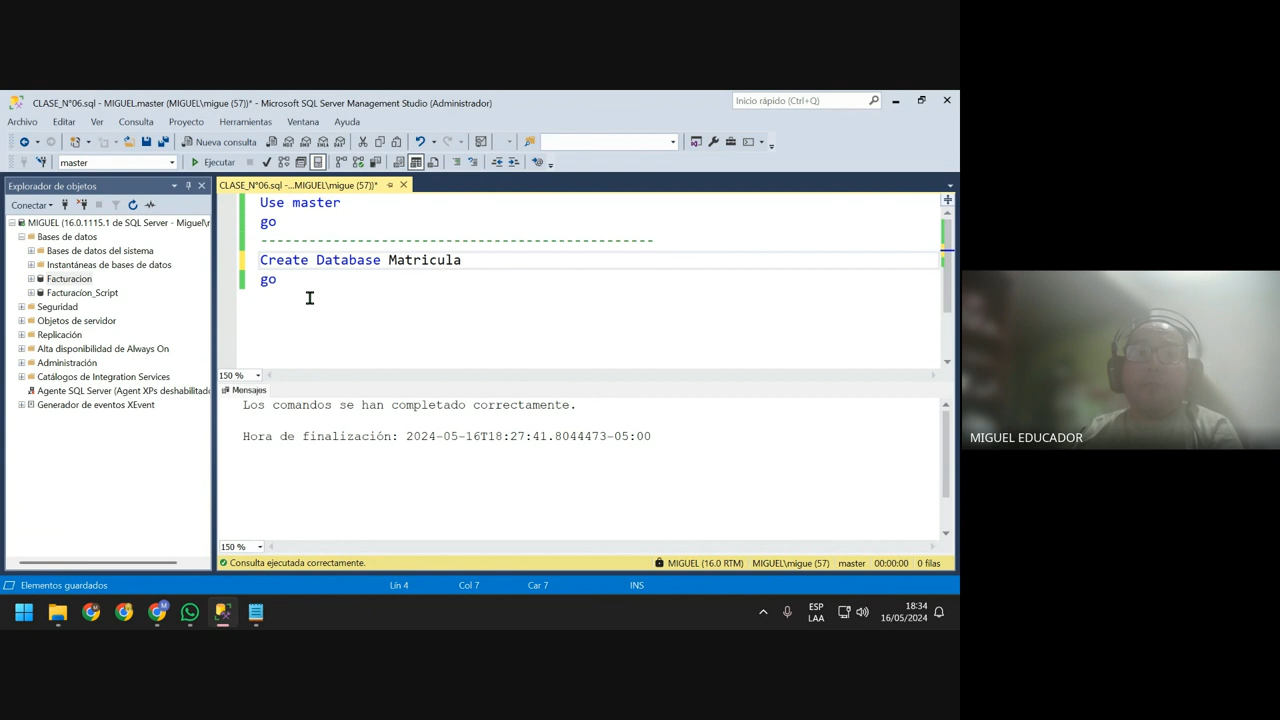 CLASE_N°06.sql - MIGUEL.master (MIGUEL\migue (57))* - Microsoft SQL Server Management Studio (Administrador)
Inicio rápido (Ctrl+Q)
Archivo Editar Ver Consulta Proyecto Herramientas Ventana Ayuda
Nueva consulta
master
Ejecutar
Explorador de objetos
CLASE_N°06.sql -...MIGUEL\migue (57))*
Conectar
MIGUEL (16.0.1115.1 de SQL Server - Miguel\
Bases de datos
Bases de datos del sistema
Instantáneas de bases de datos
Facturacion
Facturacíon_Script
Seguridad
Objetos de servidor
Replicación
Alta disponibilidad de Always On
Administración
Catálogos de Integration Services
Agente SQL Server (Agent XPs deshabilitado
Generador de eventos XEvent
Use master
go
-------------------------------------------------
Create Database Matricula
go
150 %
Mensajes
Los comandos se han completado correctamente.
Hora de finalización: 2024-05-16T18:27:41.8044473-05:00
150 %
Consulta ejecutada correctamente.
MIGUEL (16.0 RTM) MIGUEL\migue (57) master 00:00:00 0 filas
Elementos guardados
Lín 4 Col 7 Car 7 INS
ESP
LAA
18:34
16/05/2024
MIGUEL EDUCADOR